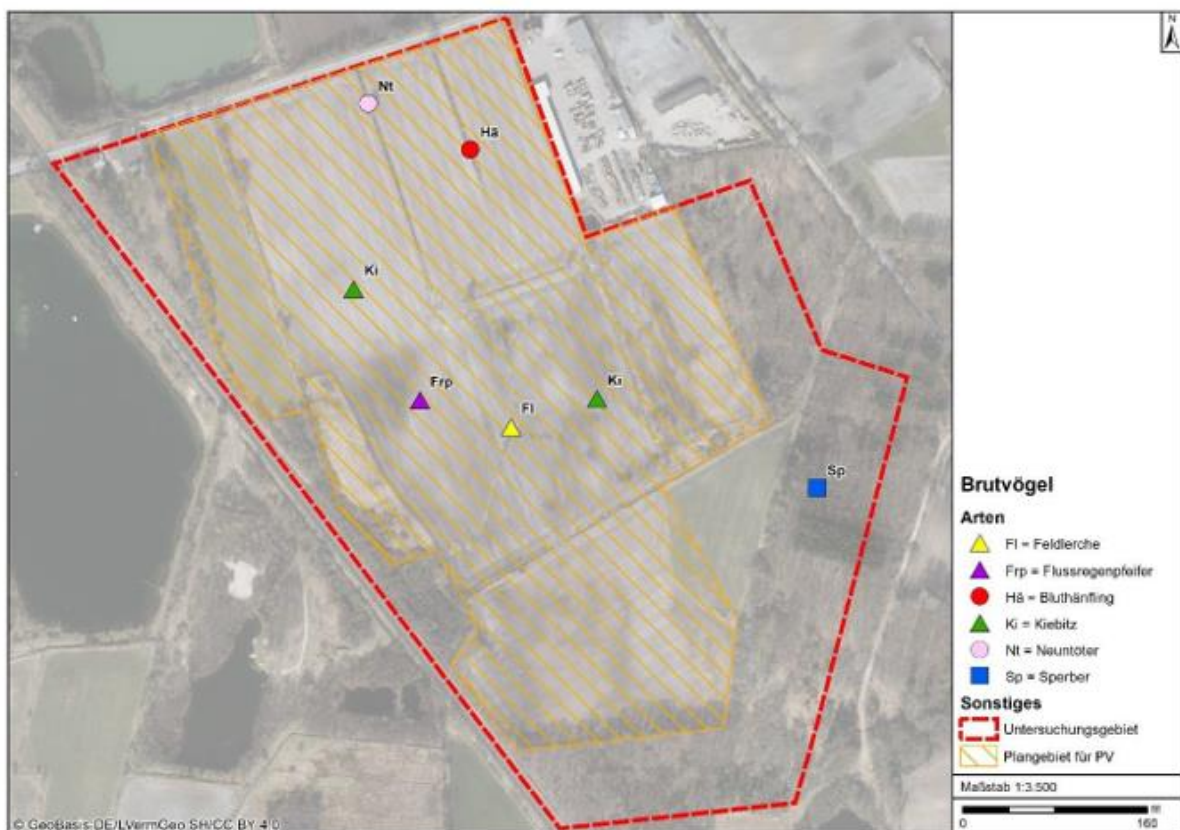 N
Nt
Hä
Ki
Frp
Fl
Ki
Sp
Brutvögel
Arten
Fl = Feldlerche
Frp = Flussregenpfeifer
Hä = Bluthänfling
Ki = Kiebitz
Nt = Neuntöter
Sp = Sperber
Sonstiges
Untersuchungsgebiet
Plangebiet für PV
Maßstab 1:3.500
m
0 160
© GeoBasis-DE/LVermGeo SH/CC BY 4.0